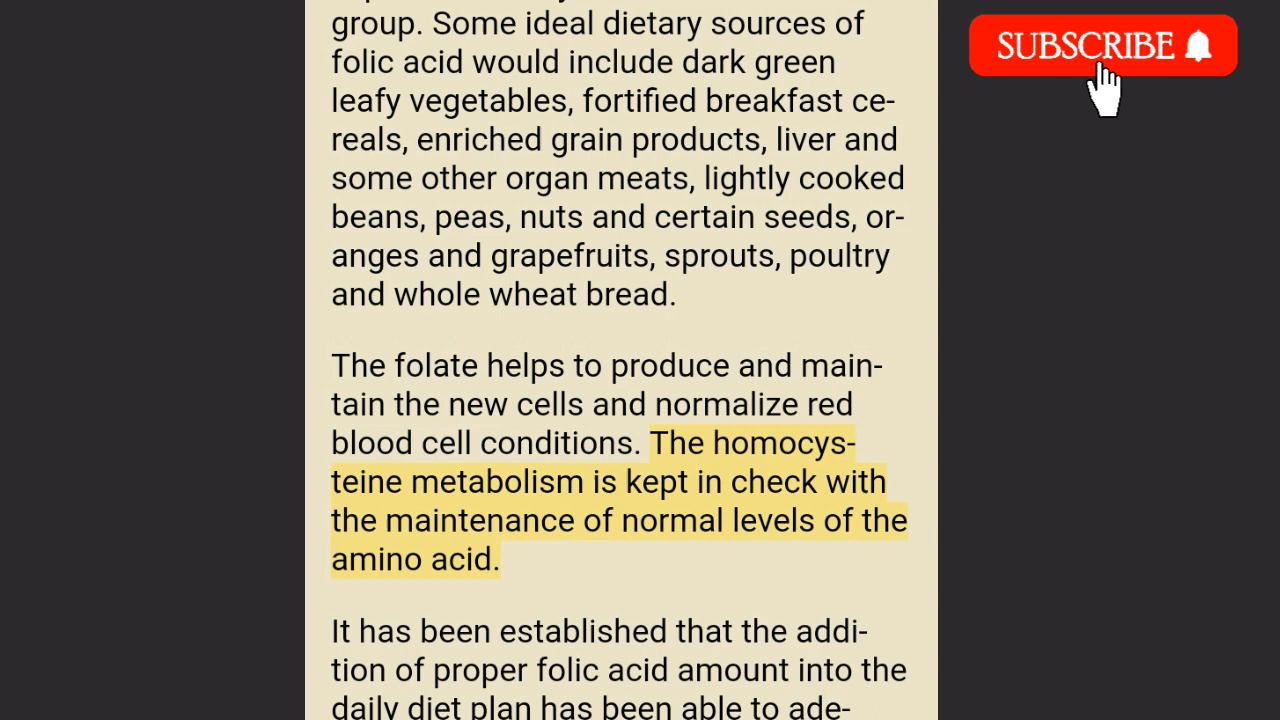 group. Some ideal dietary sources of
folic acid would include dark green
leafy vegetables, fortified breakfast ce-
reals, enriched grain products, liver and
some other organ meats, lightly cooked
beans, peas, nuts and certain seeds, or-
anges and grapefruits, sprouts, poultry
and whole wheat bread.
The folate helps to produce and main-
tain the new cells and normalize red
blood cell conditions. The homocys-
teine metabolism is kept in check with
the maintenance of normal levels of the
amino acid.
It has been established that the addi-
tion of proper folic acid amount into the
daily diet plan has been able to ade-
SUBSCRIBE